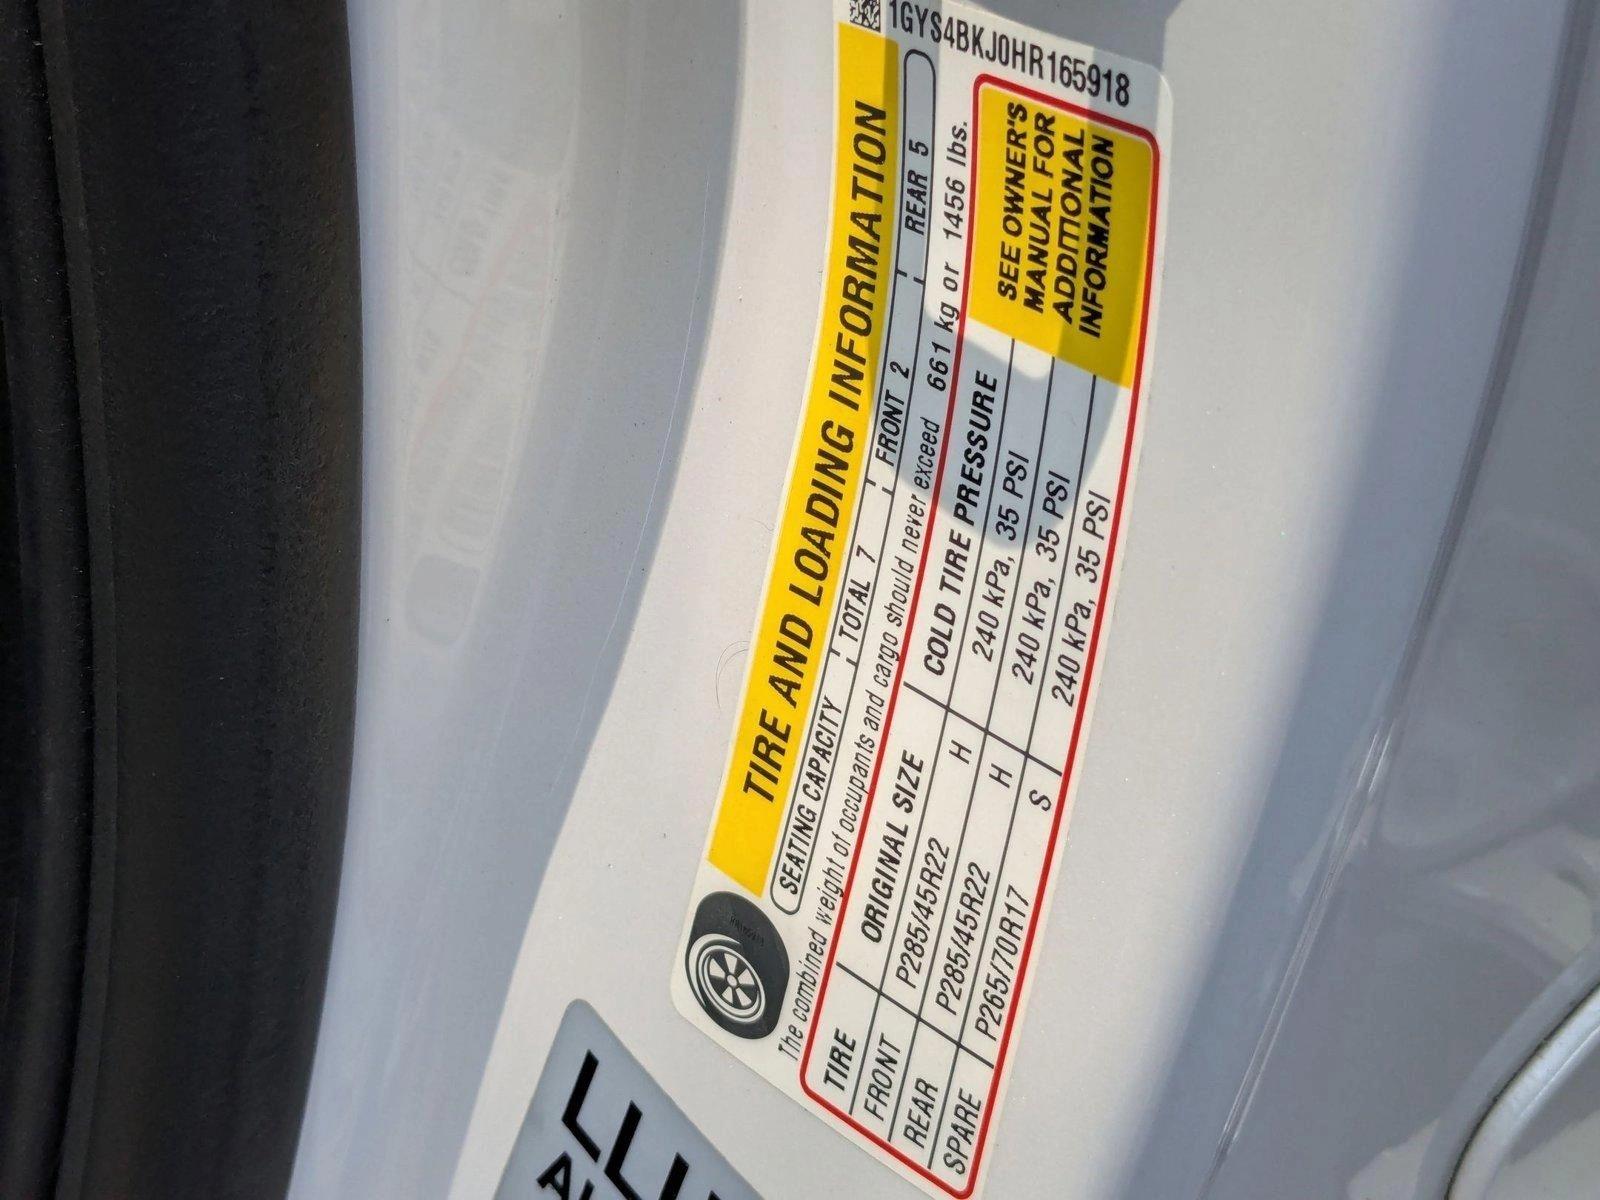 1GYS4BKJ0HR165918
TIRE AND LOADING INFORMATION
SEATING CAPACITY TOTAL 7 FRONT 2 REAR 5
The combined weight of occupants and cargo should never exceed 661 kg or 1456 lbs.
TIRE ORIGINAL SIZE COLD TIRE PRESSURE
FRONT P285/45R22 H 240 kPa, 35 PSI
REAR P285/45R22 H 240 kPa, 35 PSI
SPARE P265/70R17 S 240 kPa, 35 PSI
SEE OWNER'S
MANUAL FOR
ADDITIONAL
INFORMATION